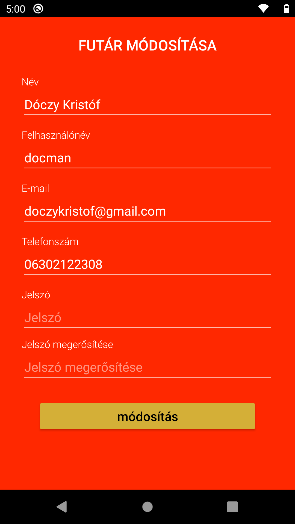 5:00
FUTÁR MÓDOSÍTÁSA
Név
Dóczy Kristóf
Felhasználónév
docman
E-mail
doczykristof@gmail.com
Telefonszám
06302122308
Jelszó
Jelszó
Jelszó megerősítése
Jelszó megerősítése
módosítás